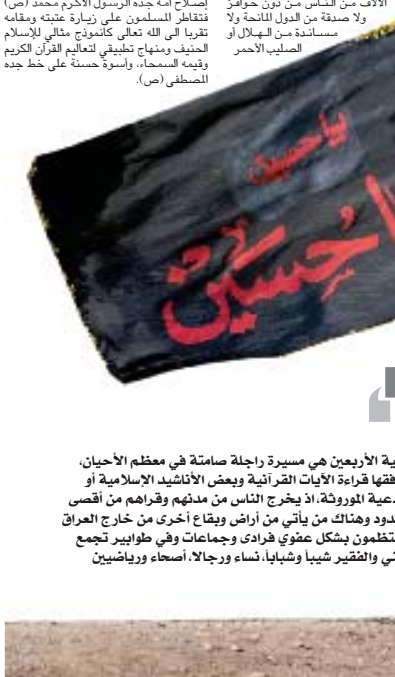 الآلاف من الناس من دون حوافز
ولا صدقة من الدول المانحة ولا
مساندة من الهلال أو
الصليب الأحمر
إصلاح أمة جده الرسول الأكرم محمد (ص)
فتقاطر المسلمون على زيارة عتبته ومقامه
تقربا الى الله تعالى كانموذج مثالي للإسلام
الحنيف ومنهاج تطبيقي لتعاليم القرآن الكريم
وقيمه السمحاء، وأسوة حسنة على خط جده
المصطفى (ص).
ياحسين
ياحسين
ية الأربعين هي مسيرة راجلة صامتة في معظم الأحيان،
فقها قراءة الآيات القرآنية وبعض الأناشيد الإسلامية أو
دعية الموروثة، اذ يخرج الناس من مدنهم وقراهم من أقصى
دود وهناك من يأتي من أراض وبقاع أخرى من خارج العراق
نتظمون بشكل عفوي فرادى وجماعات وفي طوابير تجمع
ني والفقير شيباً وشباباً، نساء ورجالا، أصحاء ورياضيين